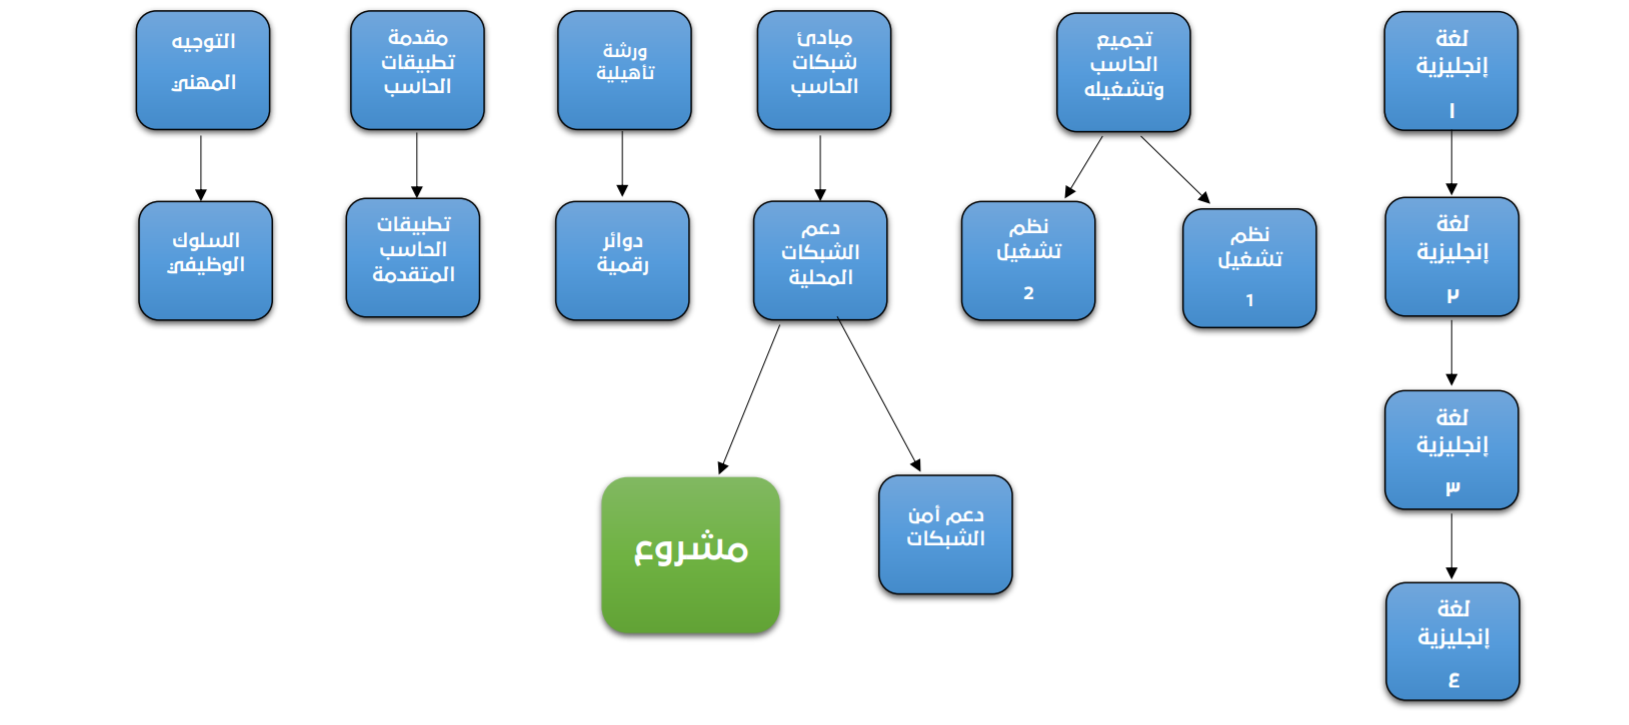 لغة
إنجليزية
١
تجميع
الحاسب
وتشغيله
مبادئ
شبكات
الحاسب
ورشة
تأهيلية
مقدمة
تطبيقات
الحاسب
التوجيه
المهني
لغة
إنجليزية
٢
نظم
تشغيل
1
نظم
تشغيل
2
دعم
الشبكات
المحلية
دوائر
رقمية
تطبيقات
الحاسب
المتقدمة
السلوك
الوظيفي
لغة
إنجليزية
٣
دعم أمن
الشبكات
مشروع
لغة
إنجليزية
٤